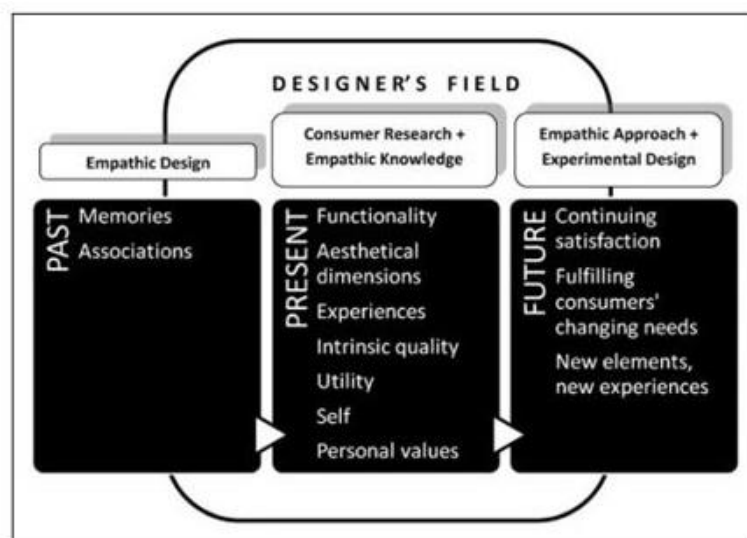 DESIGNER'S FIELD
Empathic Design
Consumer Research +
Empathic Knowledge
Empathic Approach +
Experimental Design
PAST
Memories
Associations
PRESENT
Functionality
Aesthetical
dimensions
Experiences
Intrinsic quality
Utility
Self
Personal values
FUTURE
Continuing
satisfaction
Fulfilling
consumers'
changing needs
New elements,
new experiences